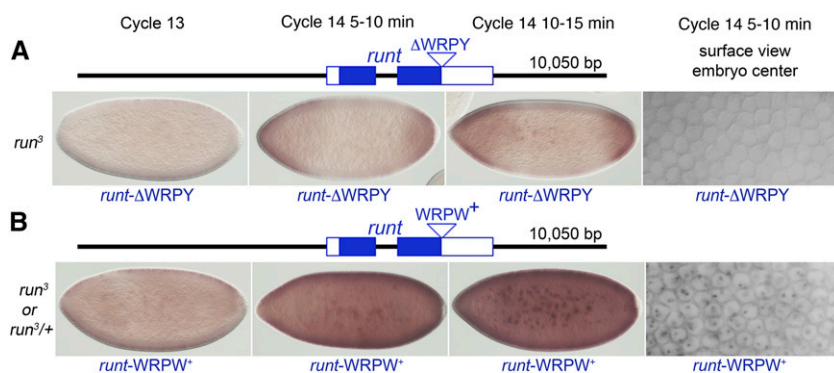 Cycle 13 Cycle 14 5-10 min Cycle 14 10-15 min Cycle 14 5-10 min
A runt ΔWRPY 10,050 bp surface view
embryo center
run³
runt-ΔWRPY runt-ΔWRPY runt-ΔWRPY runt-ΔWRPY
B runt WRPW⁺ 10,050 bp
run³
or
run³/+
runt-WRPW⁺ runt-WRPW⁺ runt-WRPW⁺ runt-WRPW⁺